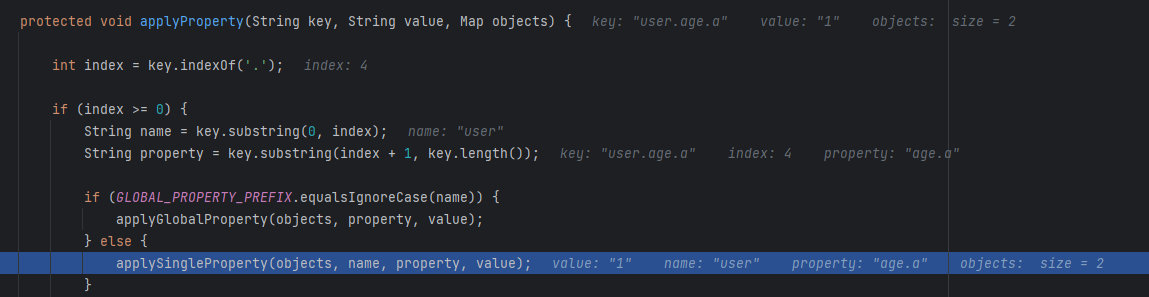 protected void applyProperty(String key, String value, Map objects) {   key: "user.age.a"    value: "1"    objects:  size = 2
int index = key.indexOf('.');   index: 4
if (index >= 0) {
String name = key.substring(0, index);   name: "user"
String property = key.substring(index + 1, key.length());   key: "user.age.a"    index: 4    property: "age.a"
if (GLOBAL_PROPERTY_PREFIX.equalsIgnoreCase(name)) {
applyGlobalProperty(objects, property, value);
} else {
applySingleProperty(objects, name, property, value);   value: "1"    name: "user"    property: "age.a"    objects:  size = 2
}